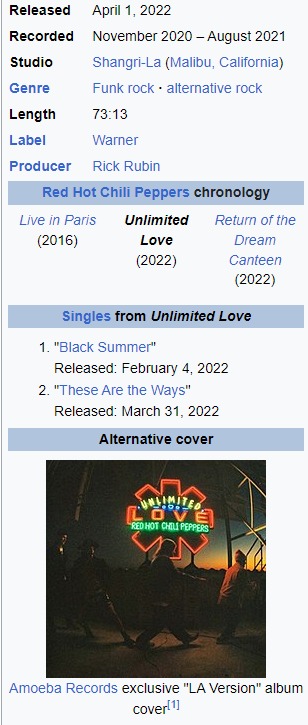 Released April 1, 2022
Recorded November 2020 – August 2021
Studio Shangri-La (Malibu, California)
Genre Funk rock · alternative rock
Length 73:13
Label Warner
Producer Rick Rubin
Red Hot Chili Peppers chronology
Live in Paris
(2016)
Unlimited
Love
(2022)
Return of the
Dream
Canteen
(2022)
Singles from Unlimited Love
1. "Black Summer"
Released: February 4, 2022
2. "These Are the Ways"
Released: March 31, 2022
Alternative cover
UNLIMITED
LOVE
RED HOT CHILI PEPPERS
Amoeba Records exclusive "LA Version" album
cover[1]